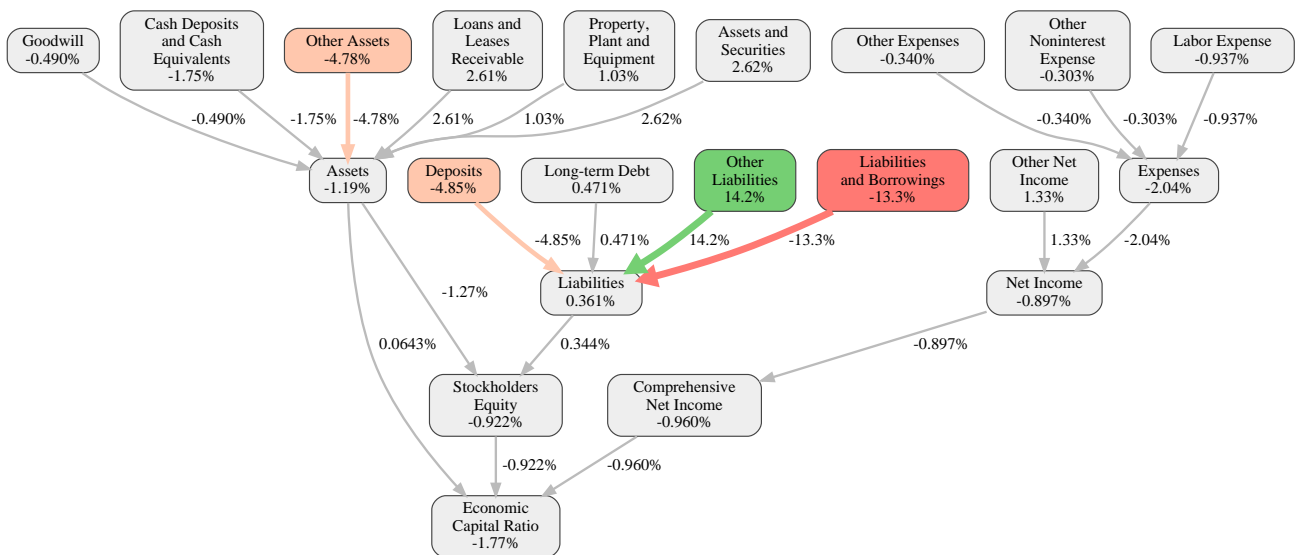 Goodwill
-0.490%
Cash Deposits
and Cash
Equivalents
-1.75%
Other Assets
-4.78%
Loans and
Leases
Receivable
2.61%
Property,
Plant and
Equipment
1.03%
Assets and
Securities
2.62%
Other Expenses
-0.340%
Other
Noninterest
Expense
-0.303%
Labor Expense
-0.937%
-0.490%
-1.75%
-4.78%
2.61%
1.03%
2.62%
-0.340%
-0.303%
-0.937%
Assets
-1.19%
Deposits
-4.85%
Long-term Debt
0.471%
Other
Liabilities
14.2%
Liabilities
and Borrowings
-13.3%
Other Net
Income
1.33%
Expenses
-2.04%
-4.85%
0.471%
14.2%
-13.3%
1.33%
-2.04%
Liabilities
0.361%
Net Income
-0.897%
-1.27%
0.0643%
0.344%
-0.897%
Stockholders
Equity
-0.922%
Comprehensive
Net Income
-0.960%
-0.922%
-0.960%
Economic
Capital Ratio
-1.77%